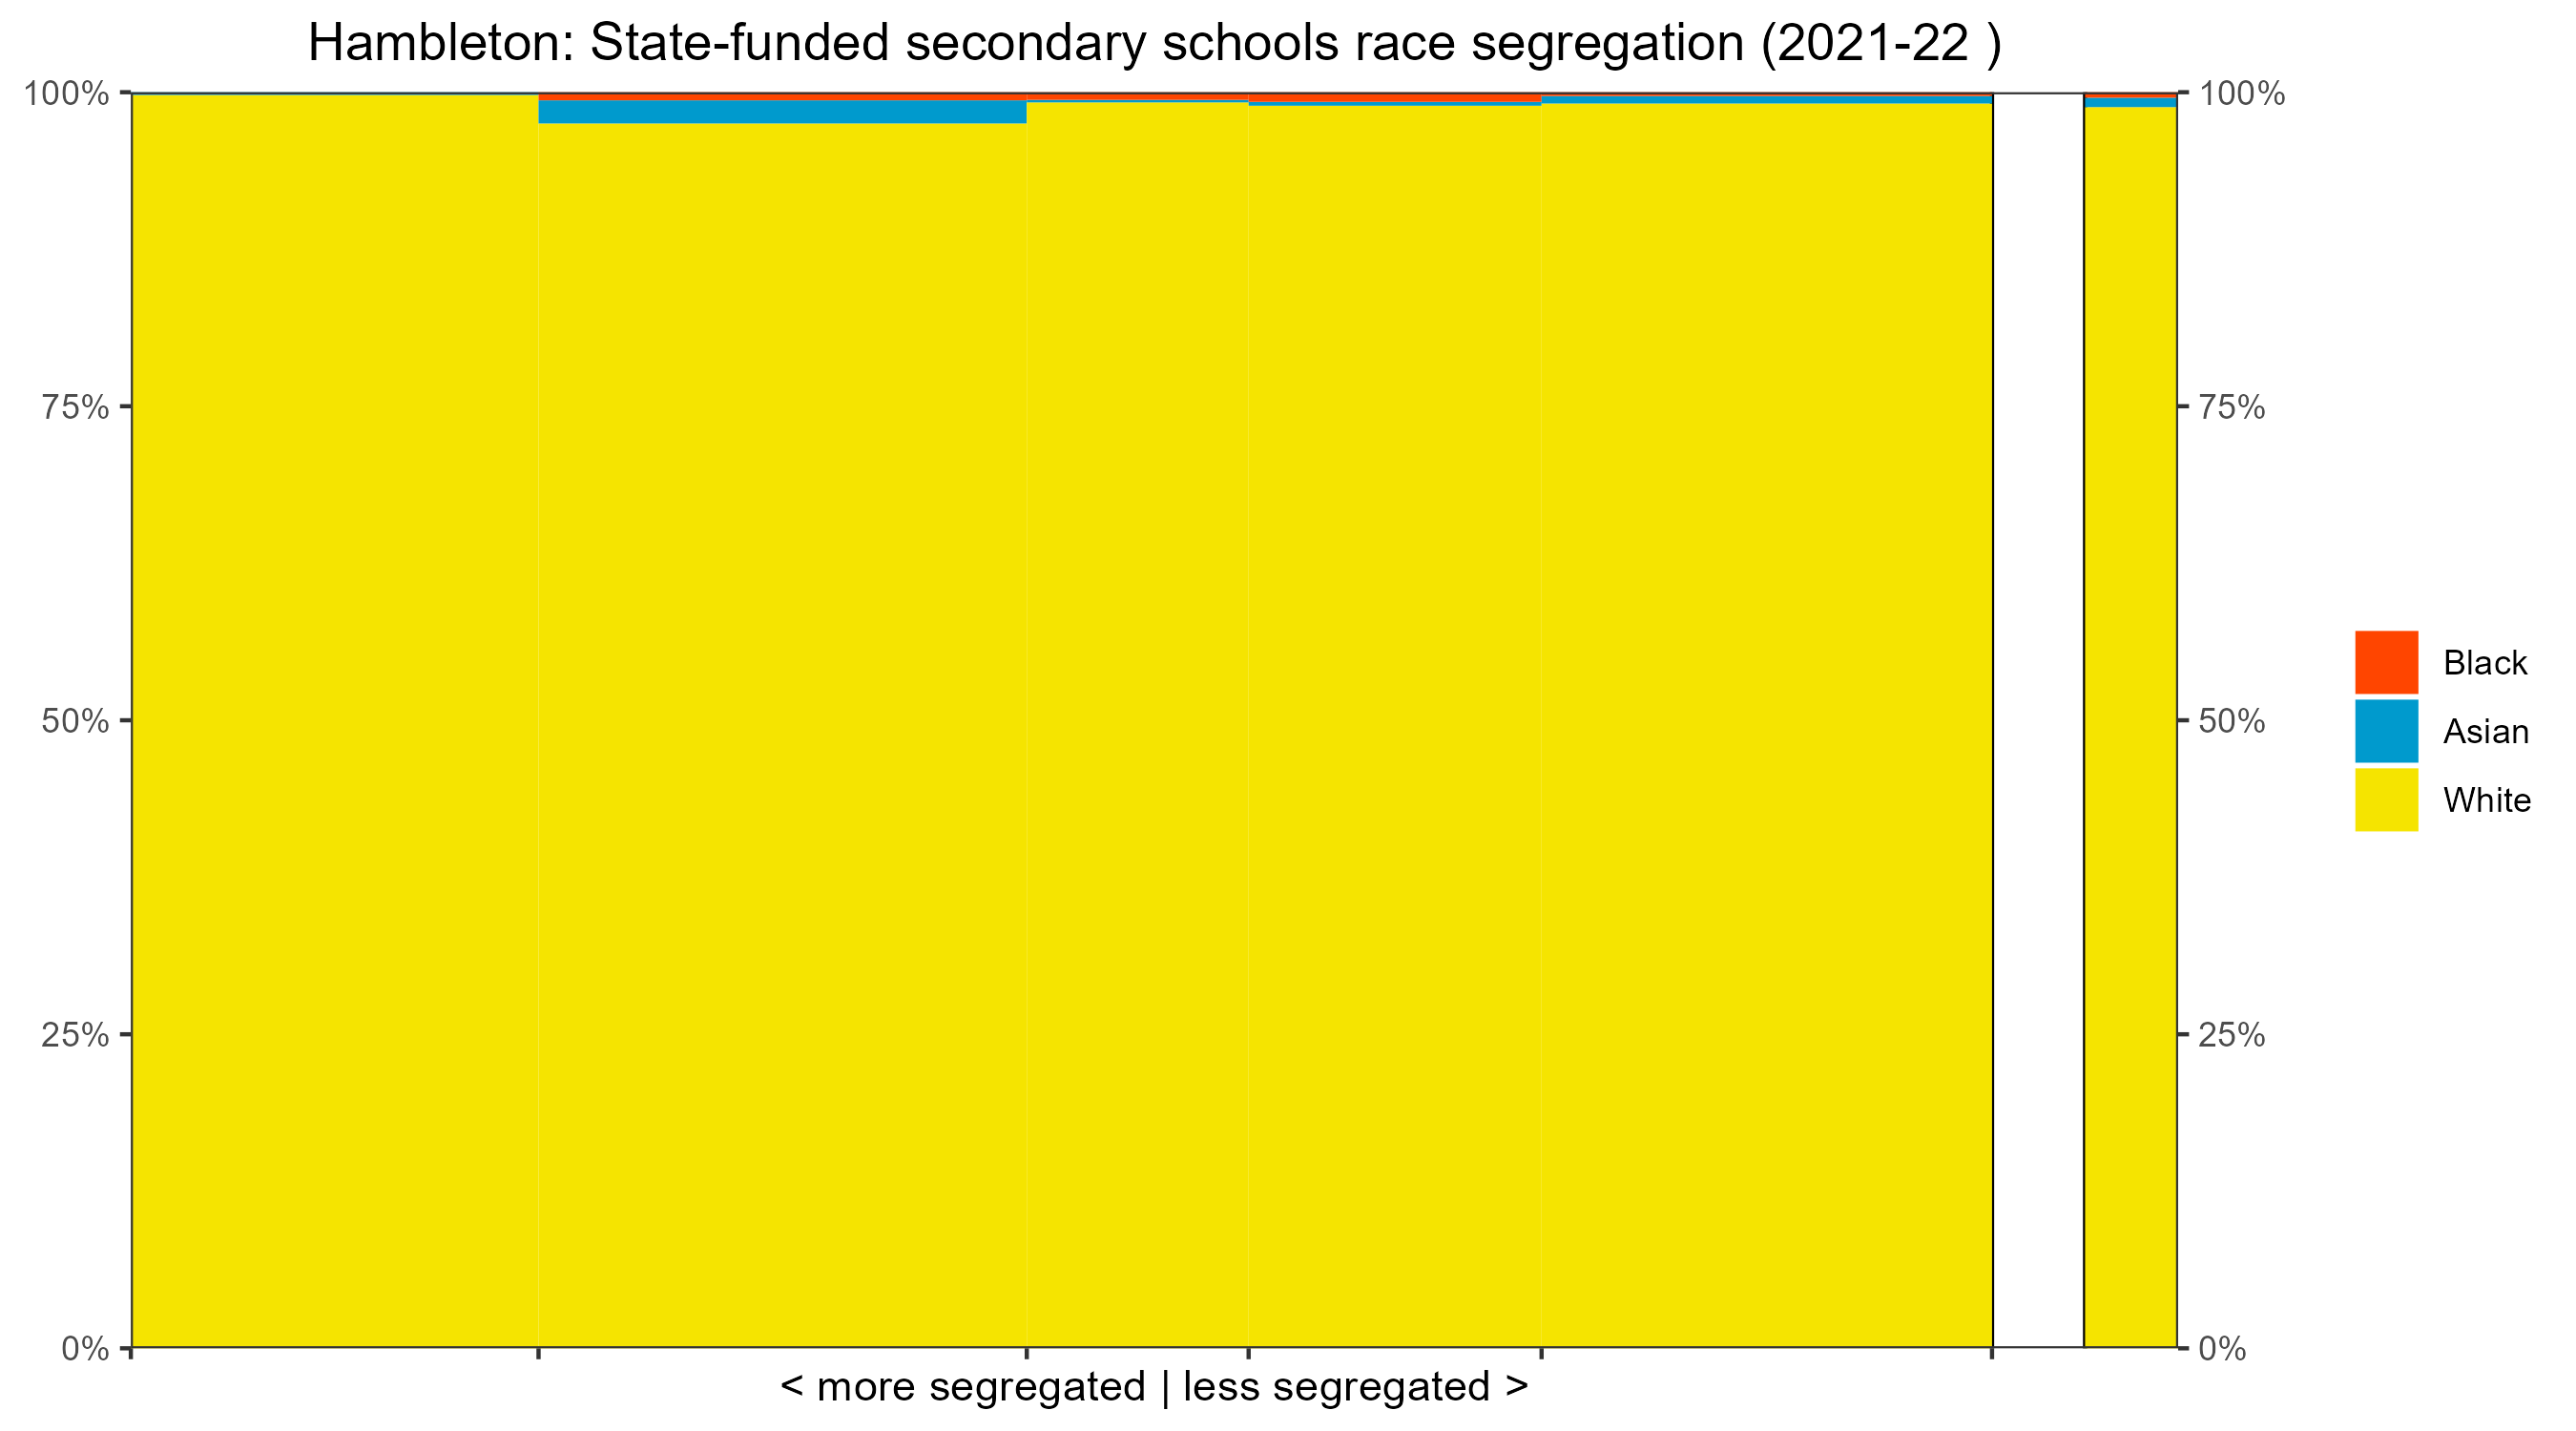 Hambleton: State-funded secondary schools race segregation (2021-22 )
100%
75%
50%
25%
0%
100%
75%
50%
25%
0%
Black
Asian
White
< more segregated | less segregated >